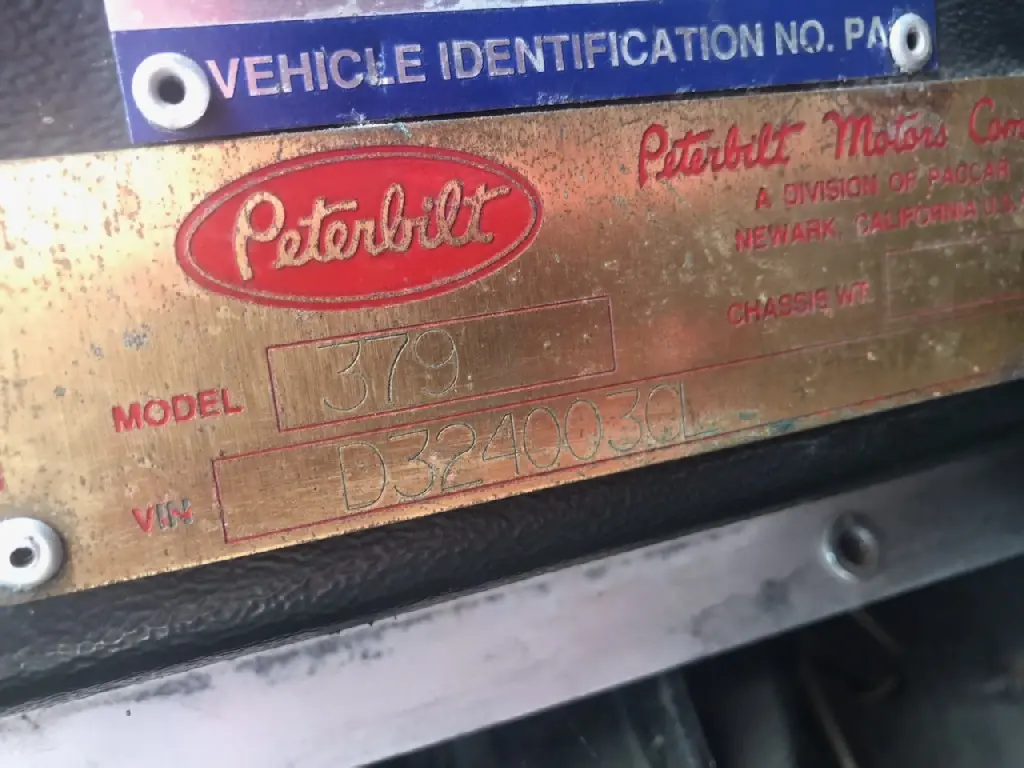 VEHICLE IDENTIFICATION NO. PA
Peterbilt
Peterbilt Motors Com
A DIVISION OF PACCAR
NEWARK, CALIFORNIA U.S.
CHASSIS WT.
MODEL 379
VIN D324003QL